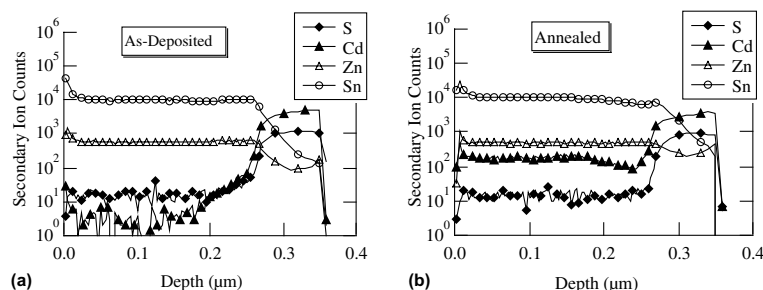 As-Deposited
S
Cd
Zn
Sn
Secondary Ion Counts
10^6
10^5
10^4
10^3
10^2
10^1
10^0
0.0 0.1 0.2 0.3 0.4
Depth (μm)
(a)
Annealed
S
Cd
Zn
Sn
Secondary Ion Counts
10^6
10^5
10^4
10^3
10^2
10^1
10^0
0.0 0.1 0.2 0.3 0.4
Depth (μm)
(b)